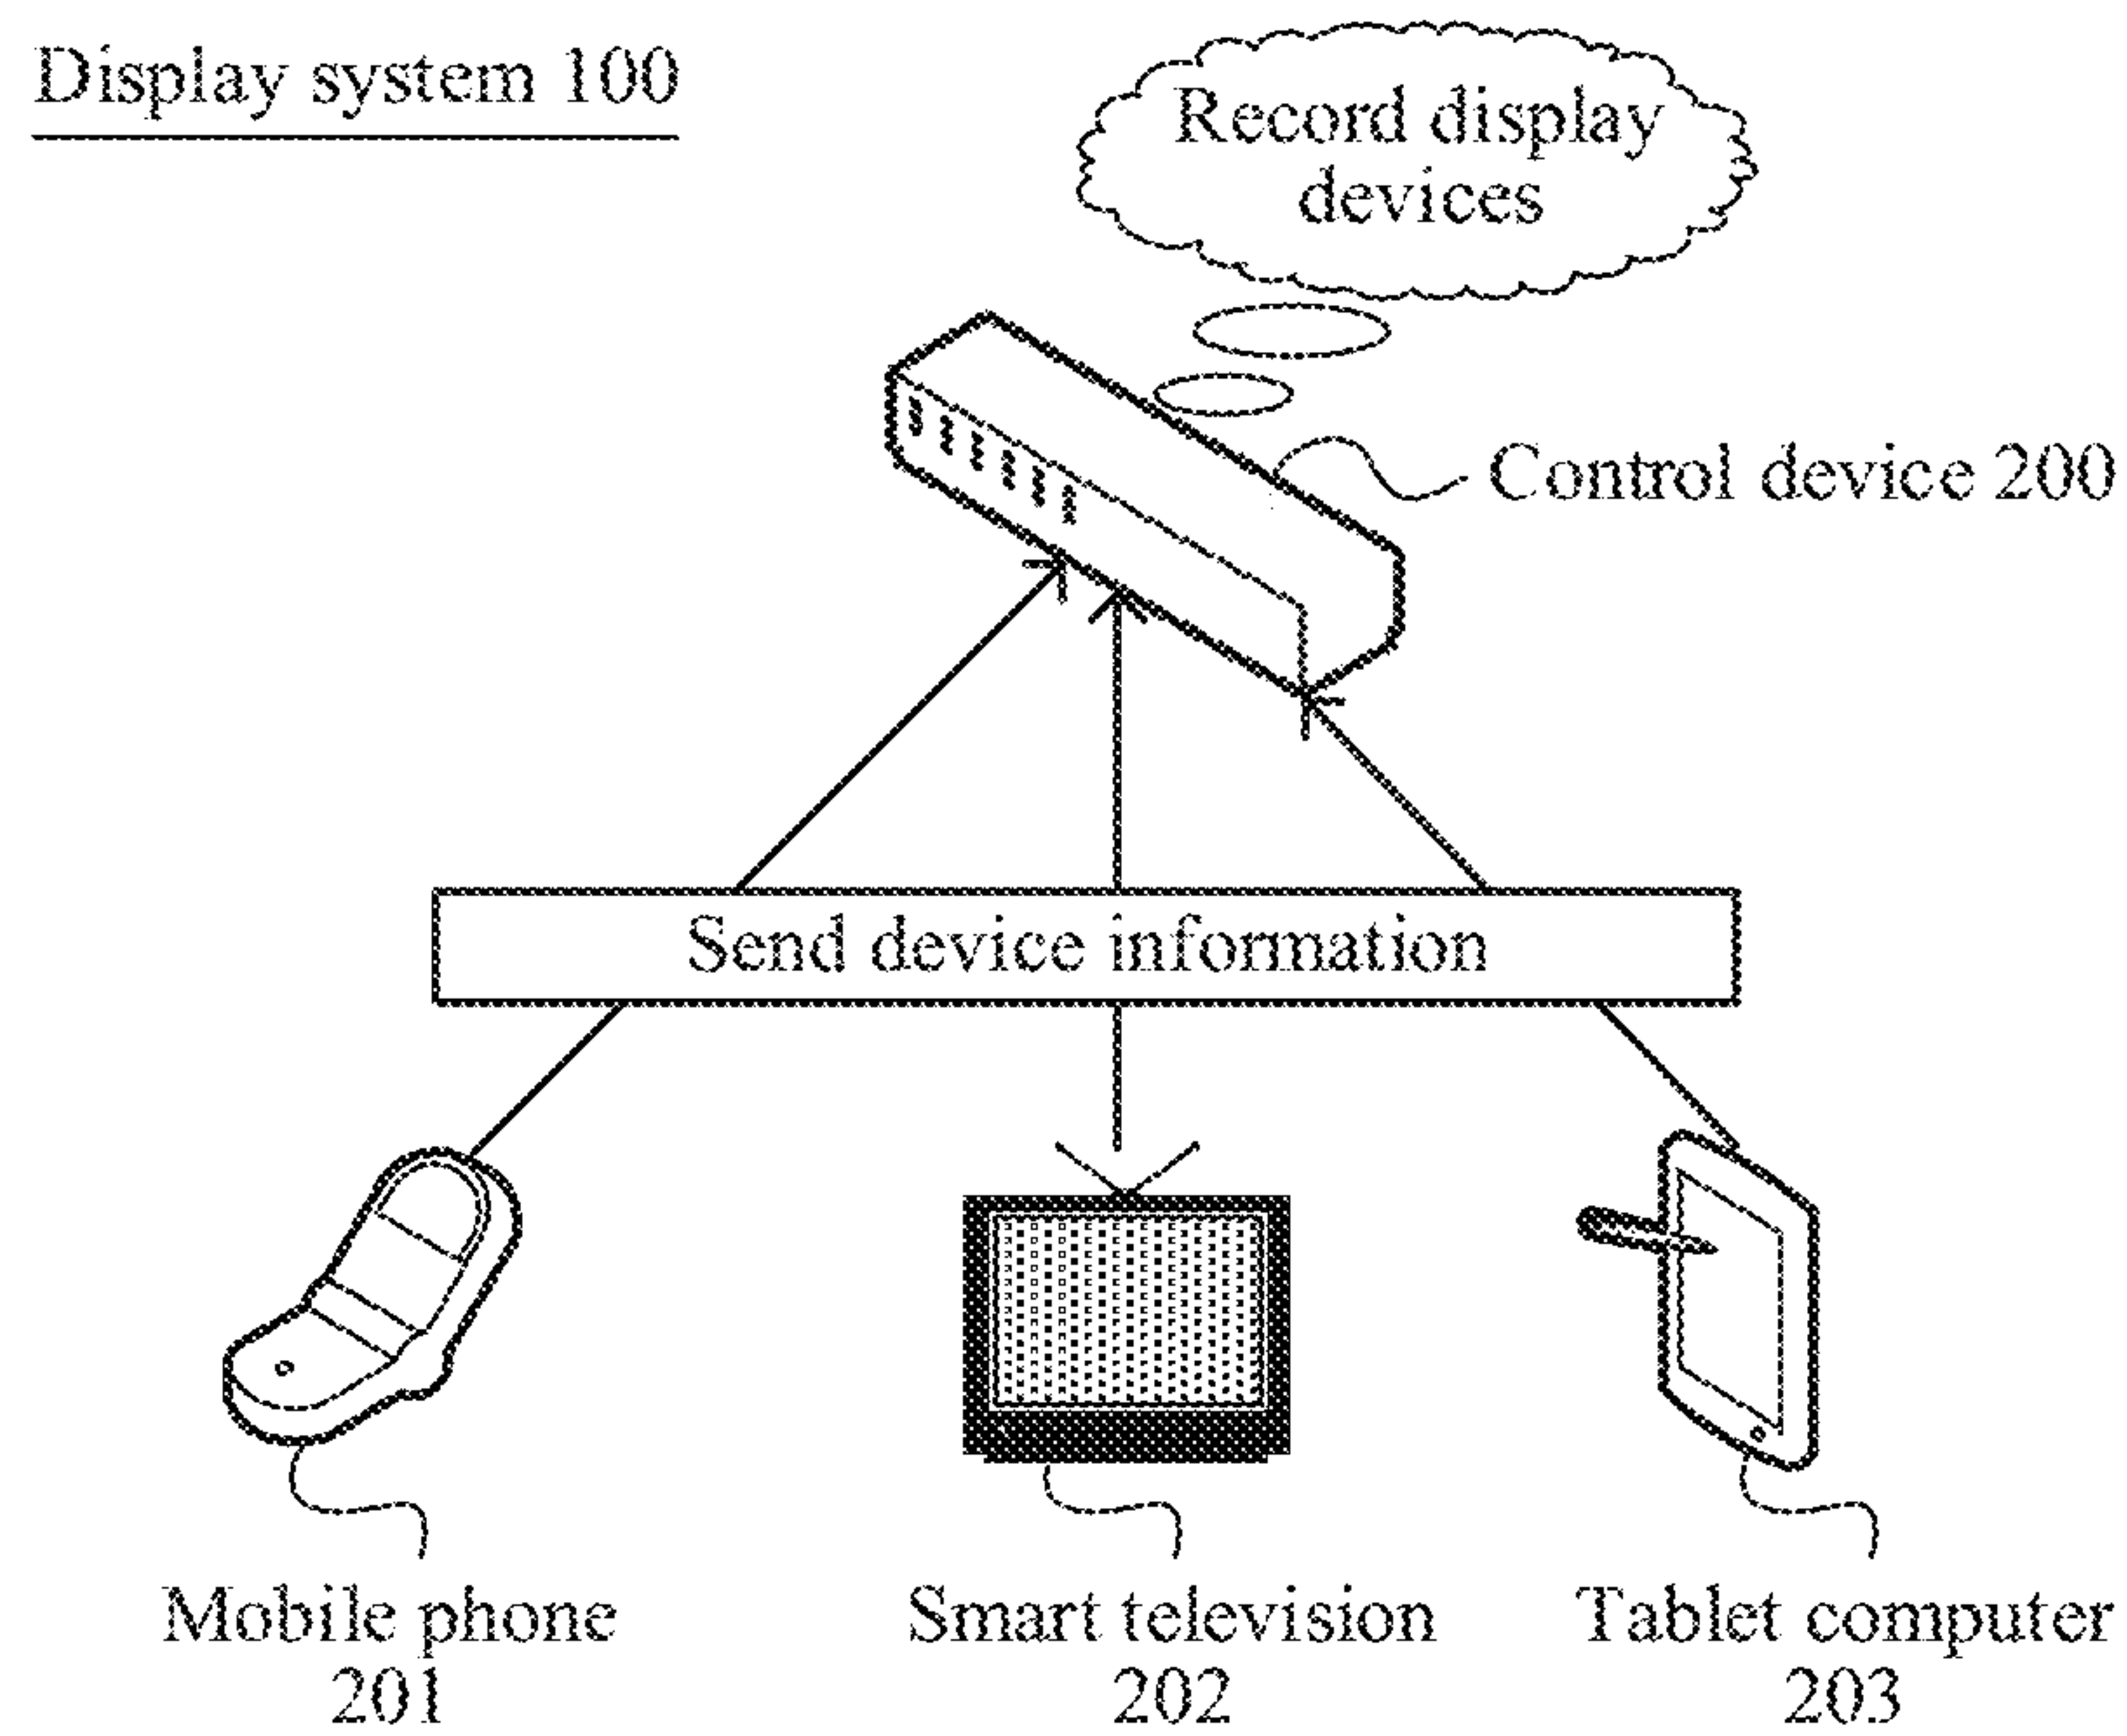 Display system 100
Record display
devices
Control device 200
Send device information
Mobile phone
201
Smart television
202
Tablet computer
203